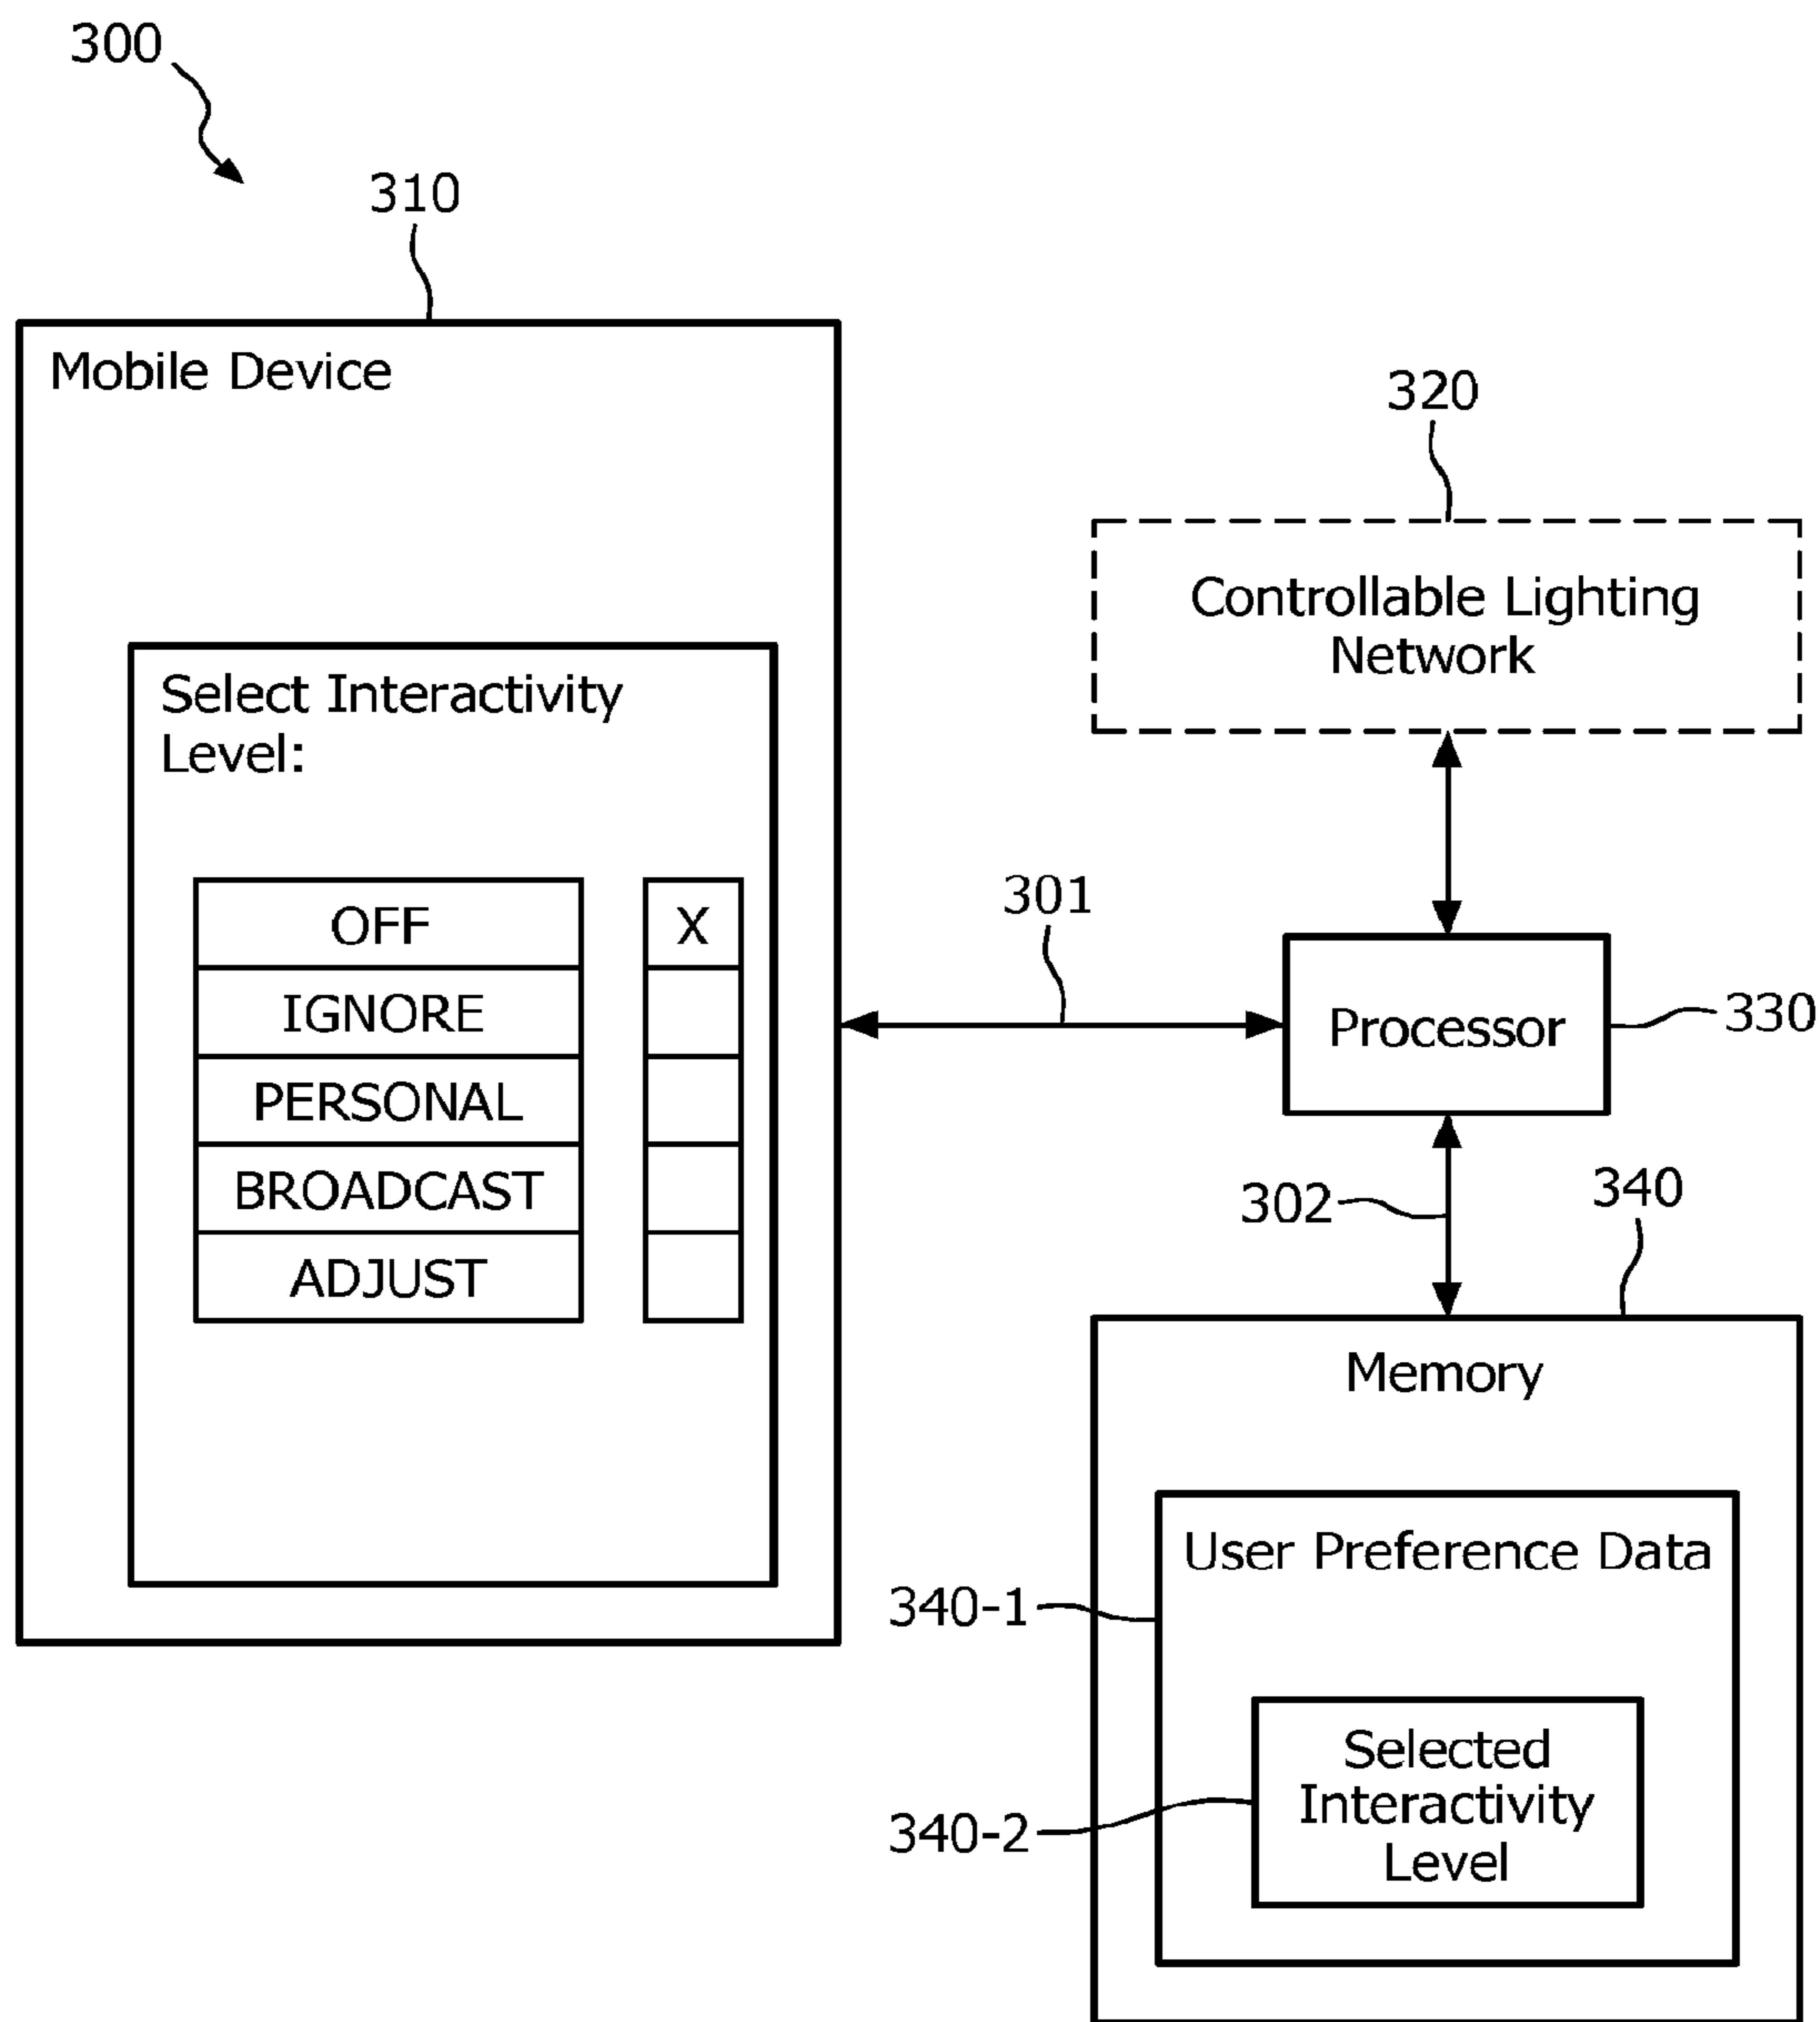 300
310
Mobile Device
320
Controllable Lighting
Network
Select Interactivity
Level:
OFF X
IGNORE
PERSONAL
BROADCAST
ADJUST
301
Processor
330
302
340
Memory
User Preference Data
340-1
Selected
Interactivity
Level
340-2